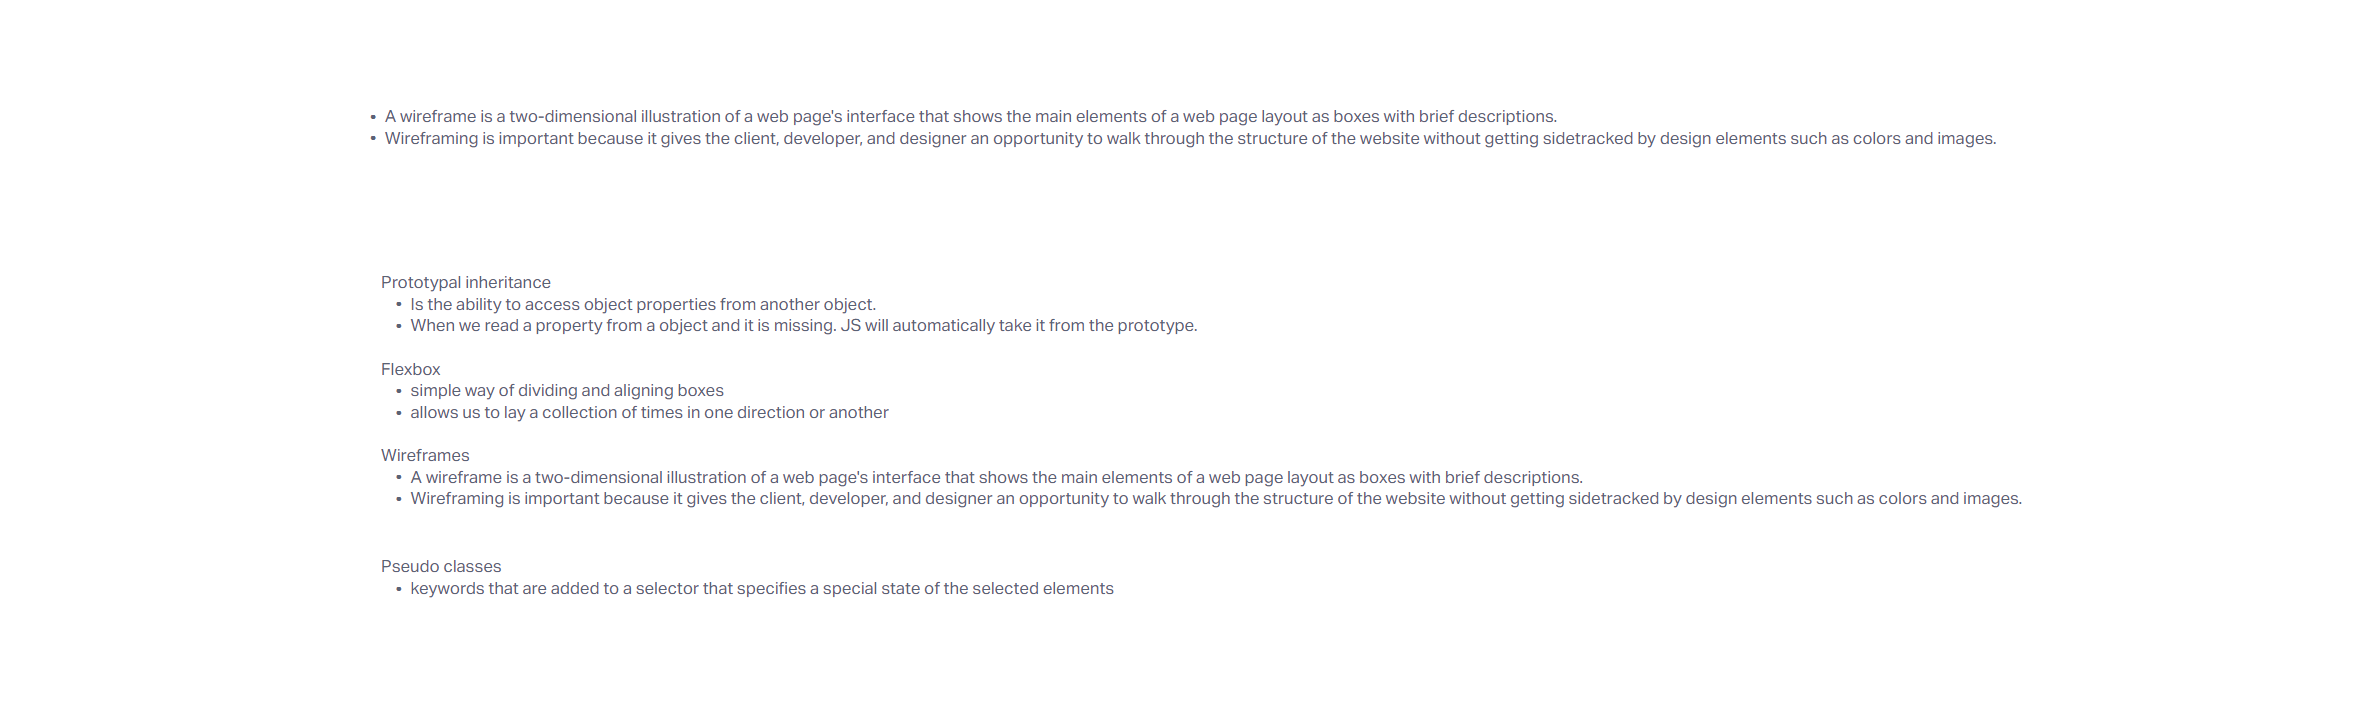 • A wireframe is a two-dimensional illustration of a web page's interface that shows the main elements of a web page layout as boxes with brief descriptions.
• Wireframing is important because it gives the client, developer, and designer an opportunity to walk through the structure of the website without getting sidetracked by design elements such as colors and images.
Prototypal inheritance
• Is the ability to access object properties from another object.
• When we read a property from a object and it is missing. JS will automatically take it from the prototype.
Flexbox
• simple way of dividing and aligning boxes
• allows us to lay a collection of times in one direction or another
Wireframes
• A wireframe is a two-dimensional illustration of a web page's interface that shows the main elements of a web page layout as boxes with brief descriptions.
• Wireframing is important because it gives the client, developer, and designer an opportunity to walk through the structure of the website without getting sidetracked by design elements such as colors and images.
Pseudo classes
• keywords that are added to a selector that specifies a special state of the selected elements